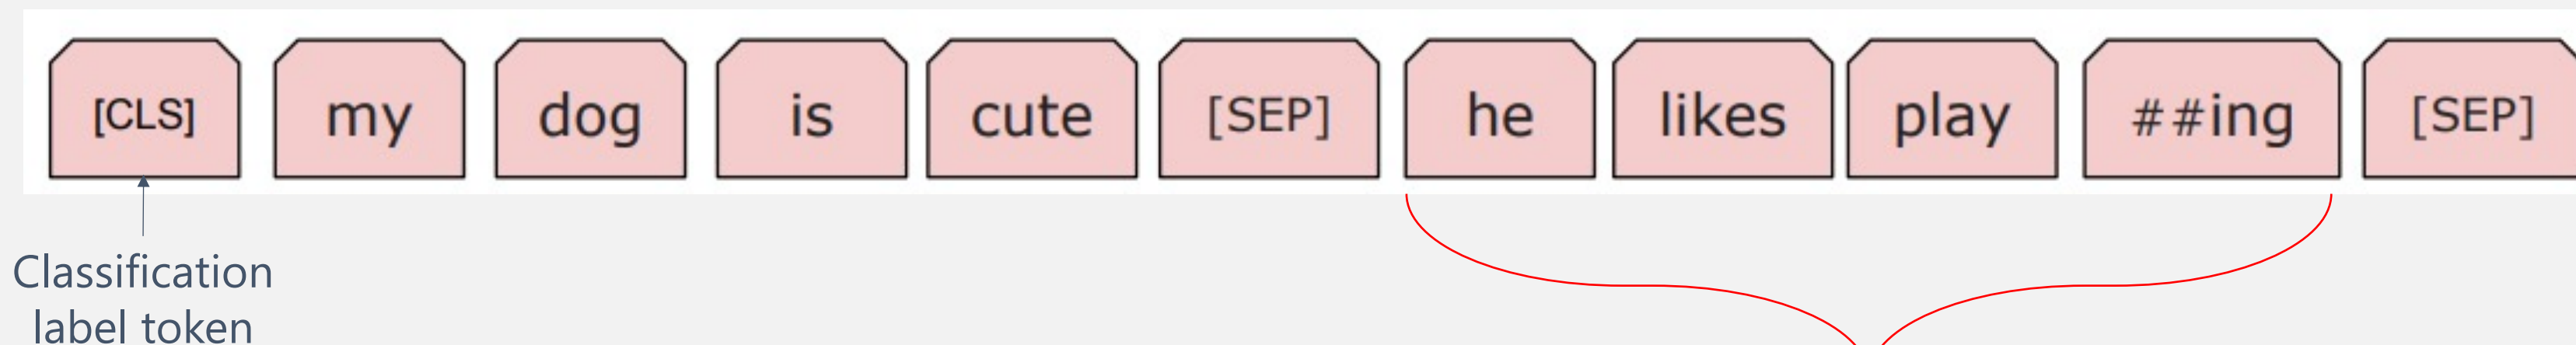 [CLS] my dog is cute [SEP] he likes play ##ing [SEP]
Classification
label token